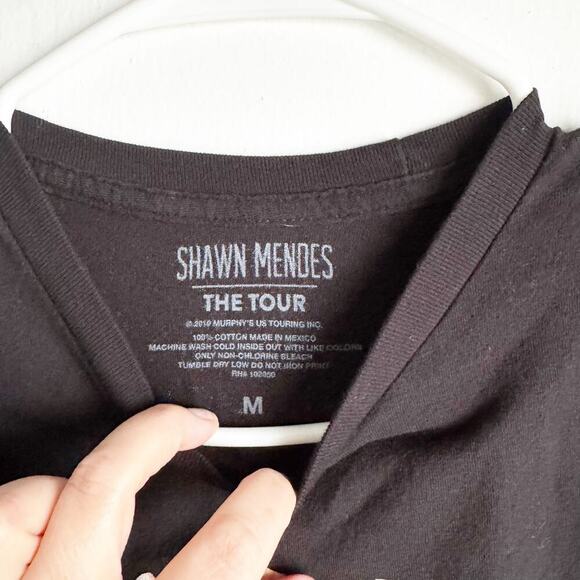 SHAWN MENDES
THE TOUR
© 2019 MURPHY'S US TOURING INC.
100% COTTON MADE IN MEXICO
MACHINE WASH COLD INSIDE OUT WITH LIKE COLORS
ONLY NON-CHLORINE BLEACH
TUMBLE DRY LOW DO NOT IRON PRINT
RN#
M